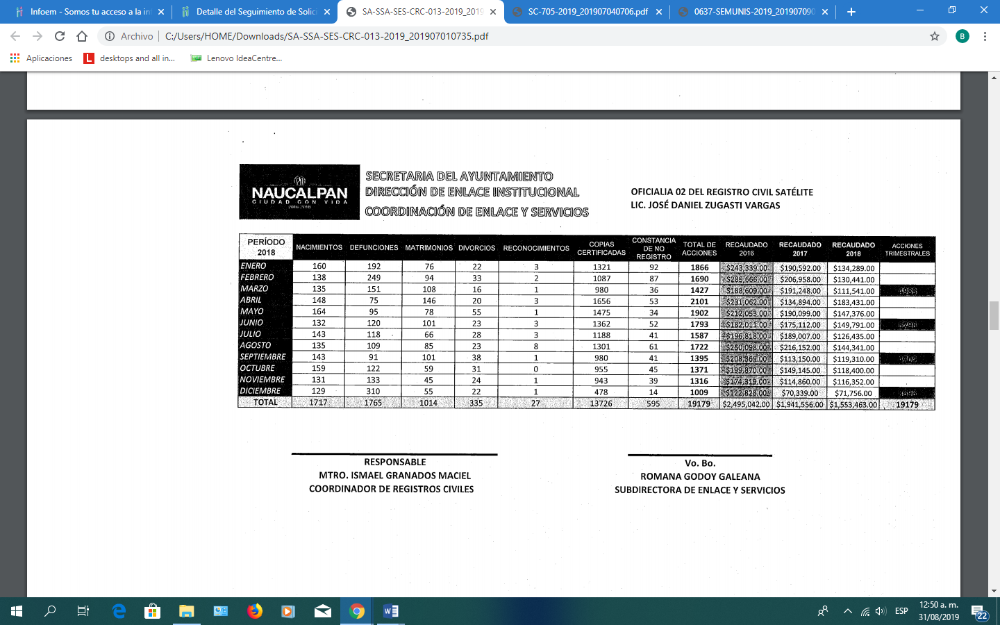 Infoem - Somos tu acceso a la in
Detalle del Seguimiento de Solici
SA-SSA-SES-CRC-013-2019_2019
SC-705-2019_201907040706.pdf
0637-SEMUNIS-2019_201907090
Archivo
C:/Users/HOME/Downloads/SA-SSA-SES-CRC-013-2019_201907010735.pdf
B
Aplicaciones
L
desktops and all in...
Lenovo IdeaCentre...
NAUCALPAN
CIUDAD CON VIDA
2016-2018
SECRETARIA DEL AYUNTAMIENTO
DIRECCIÓN DE ENLACE INSTITUCIONAL
COORDINACIÓN DE ENLACE Y SERVICIOS
OFICIALIA 02 DEL REGISTRO CIVIL SATÉLITE
LIC. JOSÉ DANIEL ZUGASTI VARGAS
PERÍODO 2018 NACIMIENTOS DEFUNCIONES MATRIMONIOS DIVORCIOS RECONOCIMIENTOS COPIAS CERTIFICADAS CONSTANCIA DE NO REGISTRO TOTAL DE ACCIONES RECAUDADO 2016 RECAUDADO 2017 RECAUDADO 2018 ACCIONES TRIMESTRALES
ENERO 160 192 76 22 3 1321 92 1866 $243,339.00 $190,592.00 $134,289.00
FEBRERO 138 249 94 33 2 1087 87 1690 $285,666.00 $206,958.00 $130,441.00
MARZO 135 151 108 16 1 980 36 1427 $188,609.00 $191,248.00 $111,541.00 4983
ABRIL 148 75 146 20 3 1656 53 2101 $231,062.00 $134,894.00 $183,431.00
MAYO 164 95 78 55 1 1475 34 1902 $212,053.00 $190,099.00 $147,376.00
JUNIO 132 120 101 23 3 1362 52 1793 $182,011.00 $175,112.00 $149,791.00 5796
JULIO 143 118 66 28 3 1188 41 1587 $196,818.00 $189,007.00 $126,435.00
AGOSTO 135 109 85 23 8 1301 61 1722 $250,098.00 $216,152.00 $144,341.00
SEPTIEMBRE 143 91 101 38 1 980 41 1395 $208,369.00 $113,150.00 $119,310.00 4704
OCTUBRE 159 122 59 31 0 955 45 1371 $199,870.00 $149,145.00 $118,400.00
NOVIEMBRE 131 133 45 24 1 943 39 1316 $174,319.00 $114,860.00 $116,352.00
DICIEMBRE 129 310 55 22 1 478 14 1009 $122,828.00 $70,339.00 $71,756.00 3696
TOTAL 1717 1765 1014 335 27 13726 595 19179 $2,495,042.00 $1,941,556.00 $1,553,463.00 19179
RESPONSABLE
MTRO. ISMAEL GRANADOS MACIEL
COORDINADOR DE REGISTROS CIVILES
Vo. Bo.
ROMANA GODOY GALEANA
SUBDIRECTORA DE ENLACE Y SERVICIOS
ESP
12:50 a. m.
31/08/2019
22